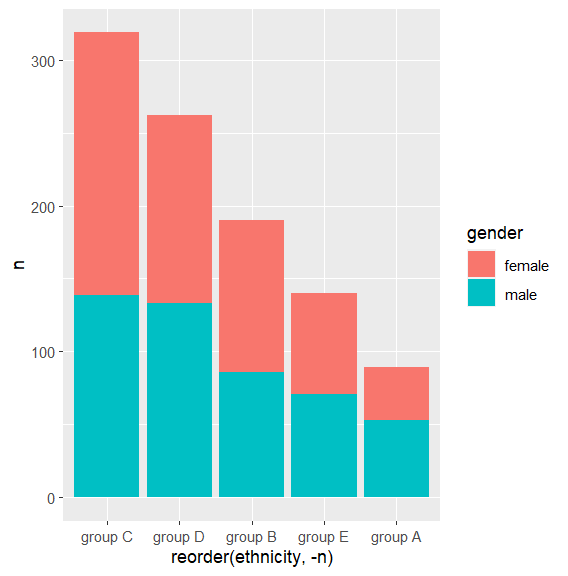 300
200
100
0
n
group C
group D
group B
group E
group A
reorder(ethnicity, -n)
gender
female
male